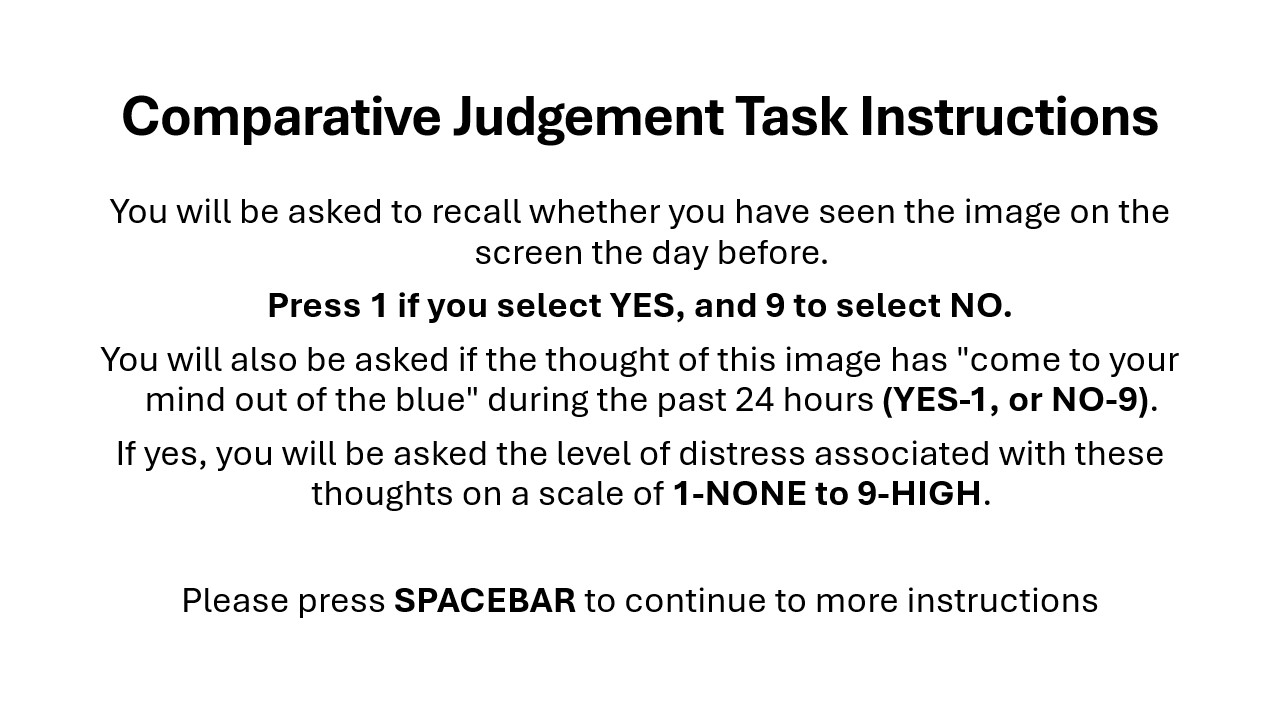 Comparative Judgement Task Instructions
You will be asked to recall whether you have seen the image on the
screen the day before.
Press 1 if you select YES, and 9 to select NO.
You will also be asked if the thought of this image has "come to your
mind out of the blue" during the past 24 hours (YES-1, or NO-9).
If yes, you will be asked the level of distress associated with these
thoughts on a scale of 1-NONE to 9-HIGH.
Please press SPACEBAR to continue to more instructions